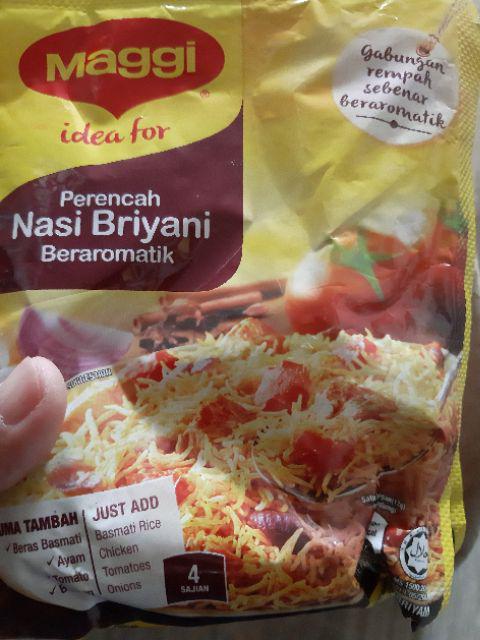 Maggi
idea for
Gabungan
rempah
sebenar
beraromatik
Perencah
Nasi Briyani
Beraromatik
TAMBAH
Beras Basmati
Ayam
JUST ADD
Basmati Rice
Chicken
Tomatoes
Onions
4
SAJIAN